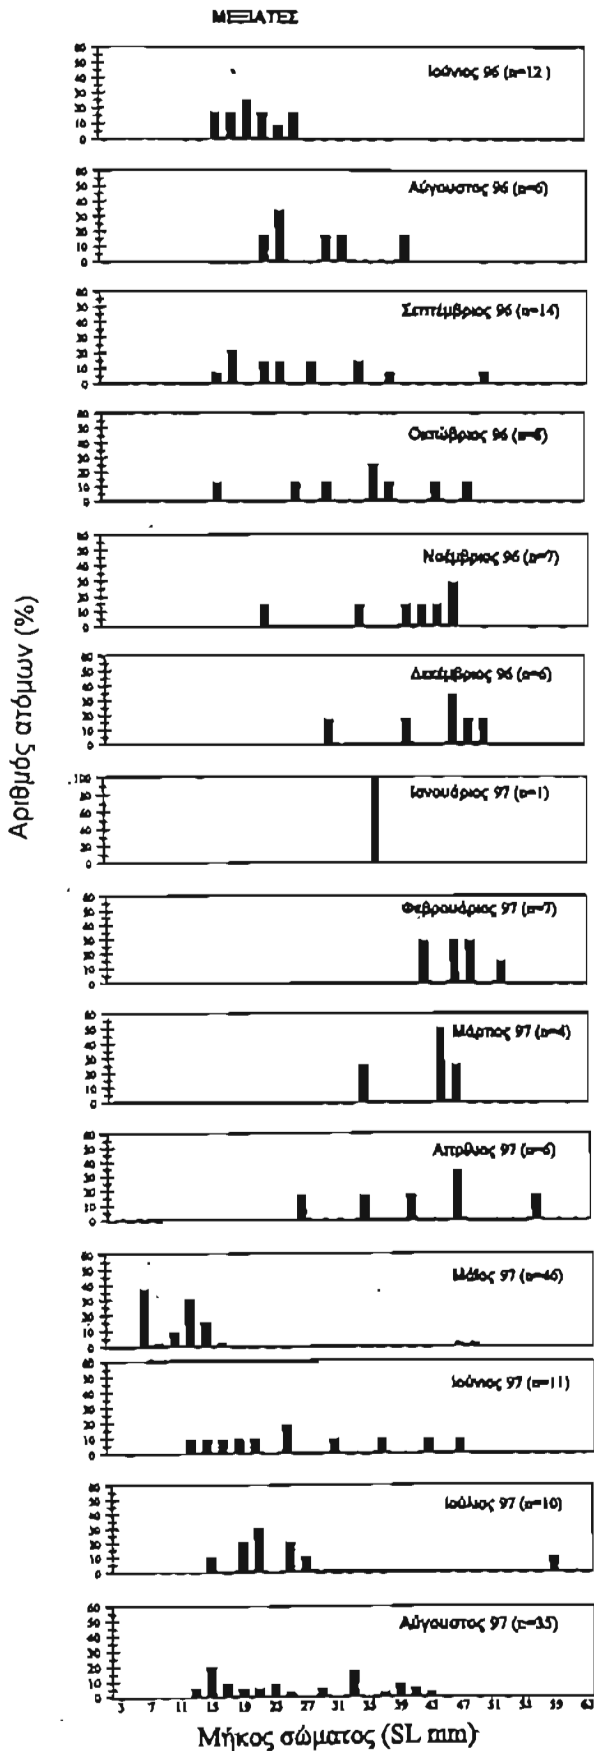 ΜΕΞΙΑΤΕΣ
Ιούνιος 96 (n=12)
Αύγουστος 96 (n=6)
Σεπτέμβριος 96 (n=14)
Οκτώβριος 96 (n=8)
Νοέμβριος 96 (n=7)
Δεκέμβριος 96 (n=6)
Ιανουάριος 97 (n=1)
Φεβρουάριος 97 (n=7)
Μάρτιος 97 (n=4)
Απρίλιος 97 (n=6)
Μάϊος 97 (n=46)
Ιούνιος 97 (n=11)
Ιούλιος 97 (n=10)
Αύγουστος 97 (n=35)
Αριθμός ατόμων (%)
3 7 11 15 19 23 27 31 35 39 43 47 51 55 59 63
Μήκος σώματος (SL mm)